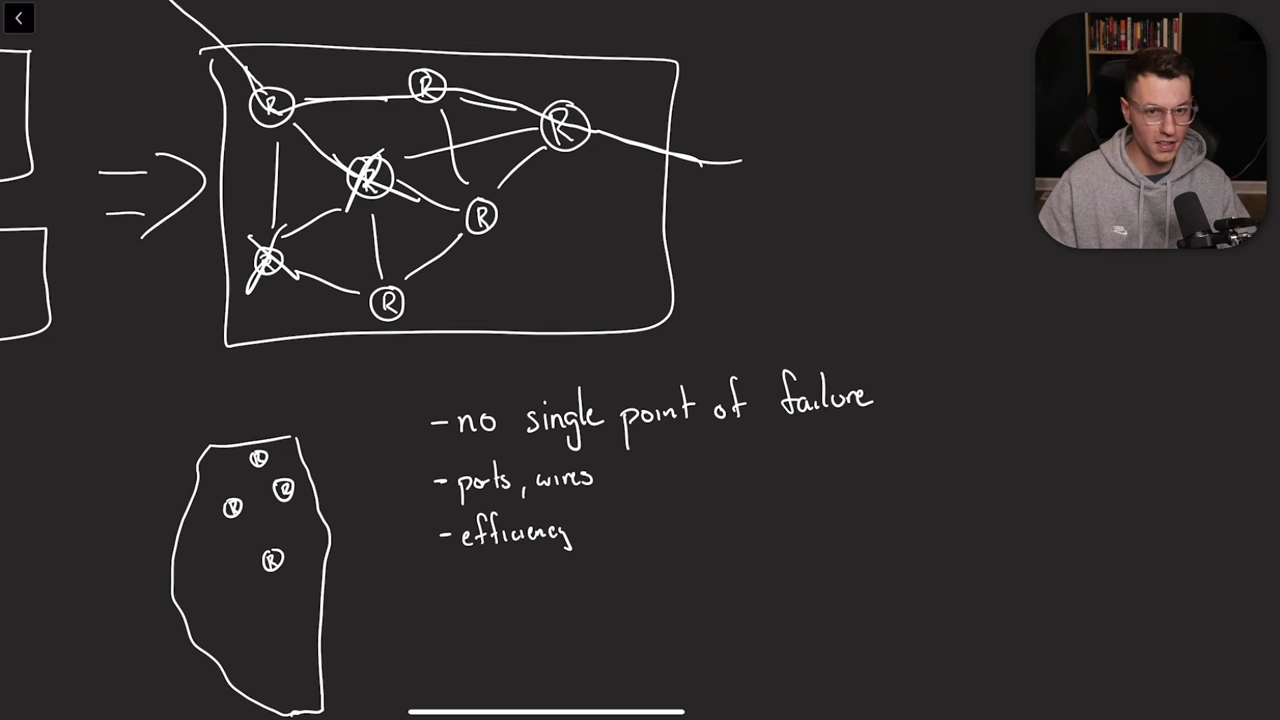 R
R
R
R
R
R
R
- no single point of failure
- ports, wires
- efficiency
R
R
R
R